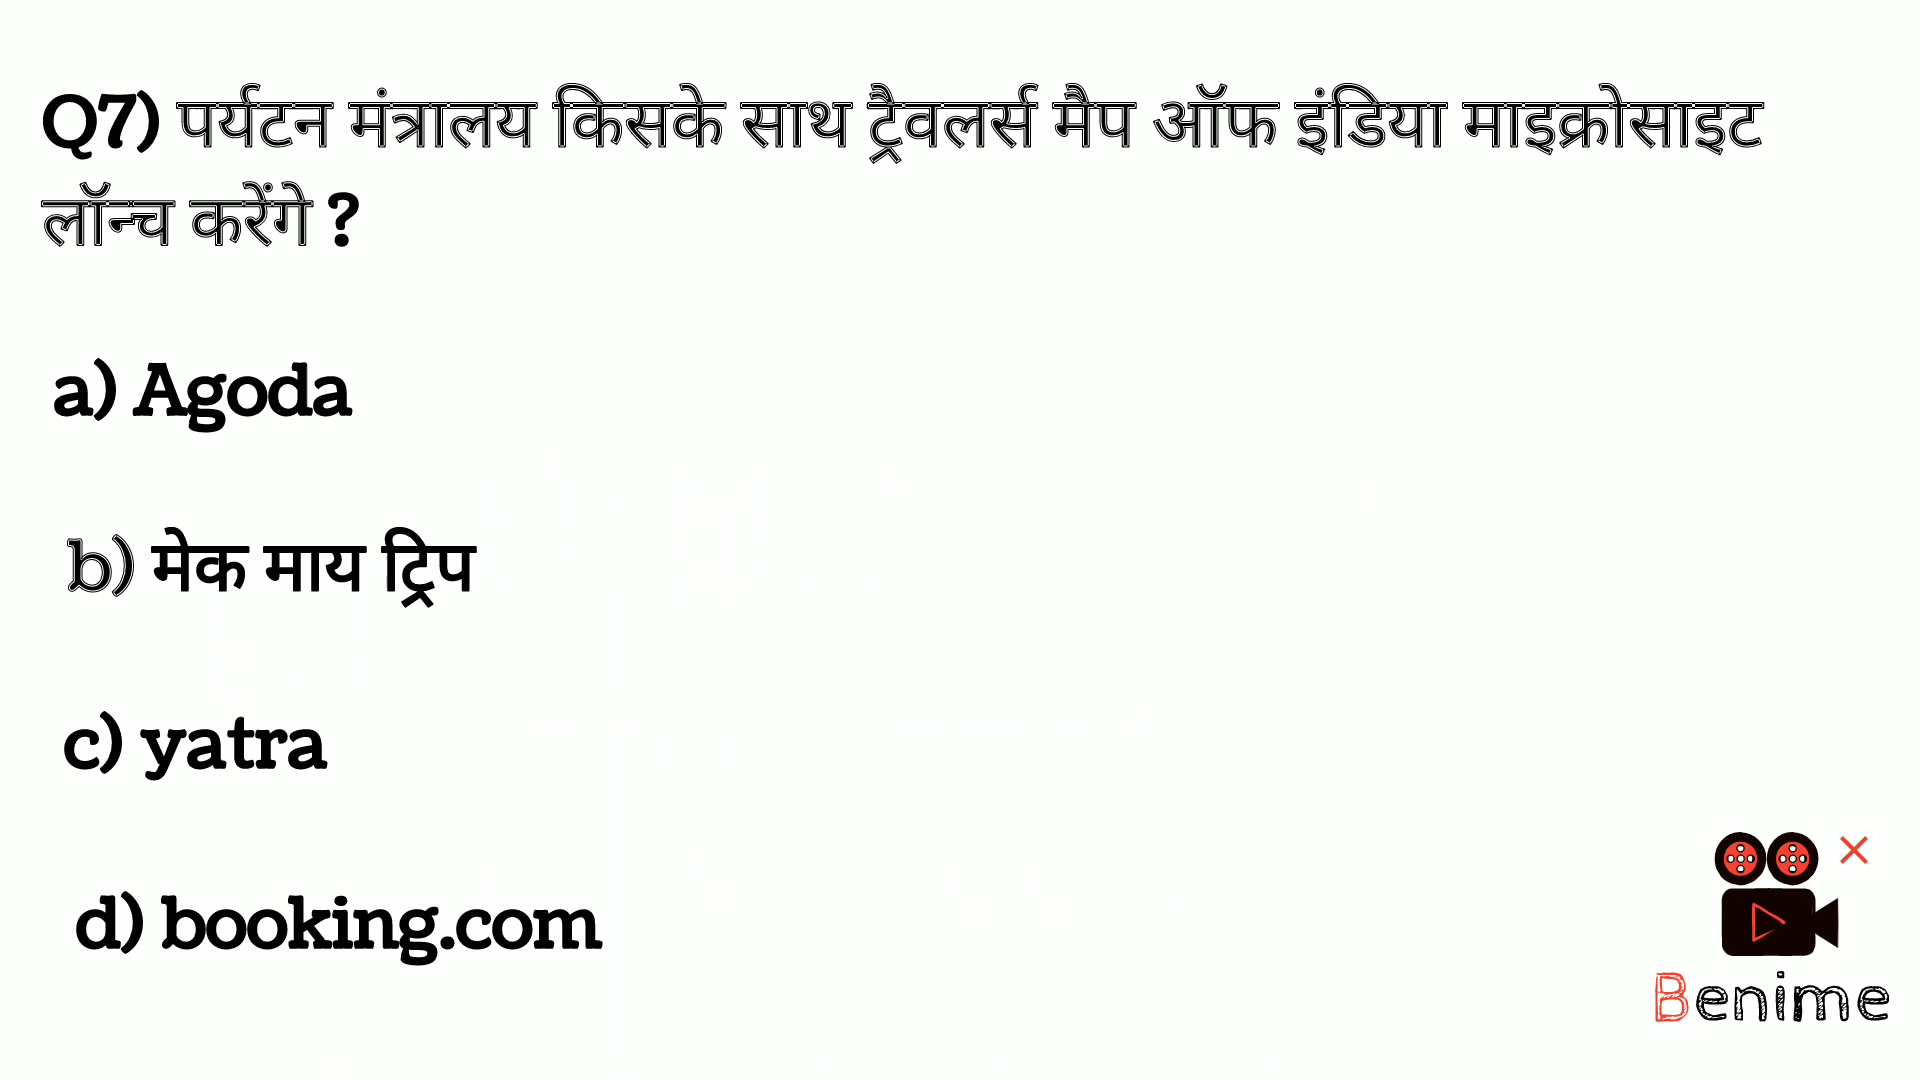 Q7) पर्यटन मंत्रालय किसके साथ ट्रैवलर्स मैप ऑफ इंडिया माइक्रोसाइट
लॉन्च करेंगे ?
a) Agoda
b) मेक माय ट्रिप
c) yatra
d) booking.com
Benime